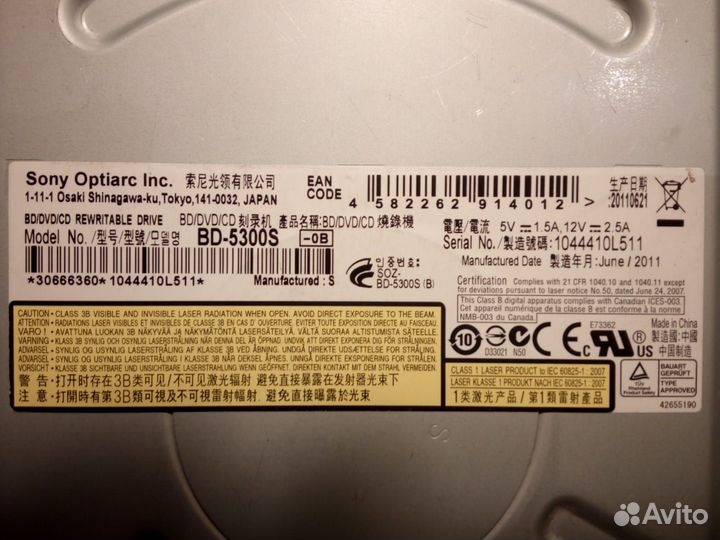 Sony Optiarc Inc. 索尼光领有限公司
1-11-1 Osaki Shinagawa-ku,Tokyo,141-0032, JAPAN
EAN CODE
4 582262 914012 >
生产日期 :20110621
BD/DVD/CD REWRITABLE DRIVE BD/DVD/CD 刻录机 產品名稱:BD/DVD/CD 燒錄機
電壓/電流 5V ⎓ 1.5A,12V ⎓ 2.5A
Model No./型号/型號/모델명 BD-5300S -0B
Serial No./製造號碼:1044410L511
Manufactured Date 製造年月:June / 2011
*30666360*1044410L511*
Manufactured : S
인증번호:
SOZ-
BD-5300S (B)
Certification : Complies with 21 CFR 1040.10 and 1040.11 except for deviations pursuant to laser notice No.50, dated June 24, 2007.
This Class B digital apparatus complies with Canadian ICES-003.
Cet appareil numérique de la classe B est conforme à la norme NMB-003 du Canada.
CAUTION - CLASS 3B VISIBLE AND INVISIBLE LASER RADIATION WHEN OPEN. AVOID DIRECT EXPOSURE TO THE BEAM.
ATTENTION - RADIATIONS LASER VISIBLES ET INVISIBLES DE CLASSE 3B EN CAS D'OUVERTURE. EVITER TOUTE EXPOSITION DIRECTE AU FAISCEAU.
WARNING - KLASS 3B SYNLIG OCH OSYNLIG LASERSTRÅLNING NÄR DENNA DEL ÄR ÖPPNAD. UNDVIK DIREKT EXPONERING FÖR STRÅLEN.
VARO! - AVATTAESSA OLET ALTTIINA LUOKAN 3B NÄKYVÄÄ JA NÄKYMÄTÖNTÄ LASERSÄTEILYÄ. VÄLTÄ SUORAA ALTISTUMISTA SÄTEELLE.
ADVARSEL - KLASSE 3B SYNLIG OG USYNLIG LASERSTRÅLING VED ÅBNING. UNDGÅ DIREKTE UDSÆTTELSE FOR STRÅLING.
VORSICHT - SICHTBARE UND UNSICHTBARE LASERSTRAHLUNG KLASSE 3B, WENN GEÖFFNET. NICHT DEM STRAHL AUSSETZEN.
ADVARSEL - KLASSE 3B SYNLIG OG USYNLIG LASERSTRÅLING NÅR DEKSEL ÅPNES. UNNGÅ DIREKTE EKSPONERING FOR STRÅLEN.
警 告 -打开时存在3B类可见/不可见激光辐射 避免直接暴露在发射器光束下
注 意 -打開時有第3B類可視及不可視雷射輻射, 避免直接曝露於光束
10
D33021 N50
CE
E73362
c RU US
Made in China
製造國:中國
中国制造
CLASS 1 LASER PRODUCT to IEC 60825-1 : 2007
LASER KLASSE 1 PRODUKT NACH IEC 60825-1 : 2007
1类激光产品 / 第1類雷射產品
TÜV
Rheinland
BAUART GEPRÜFT
TYPE APPROVED
42655190
S
Avito